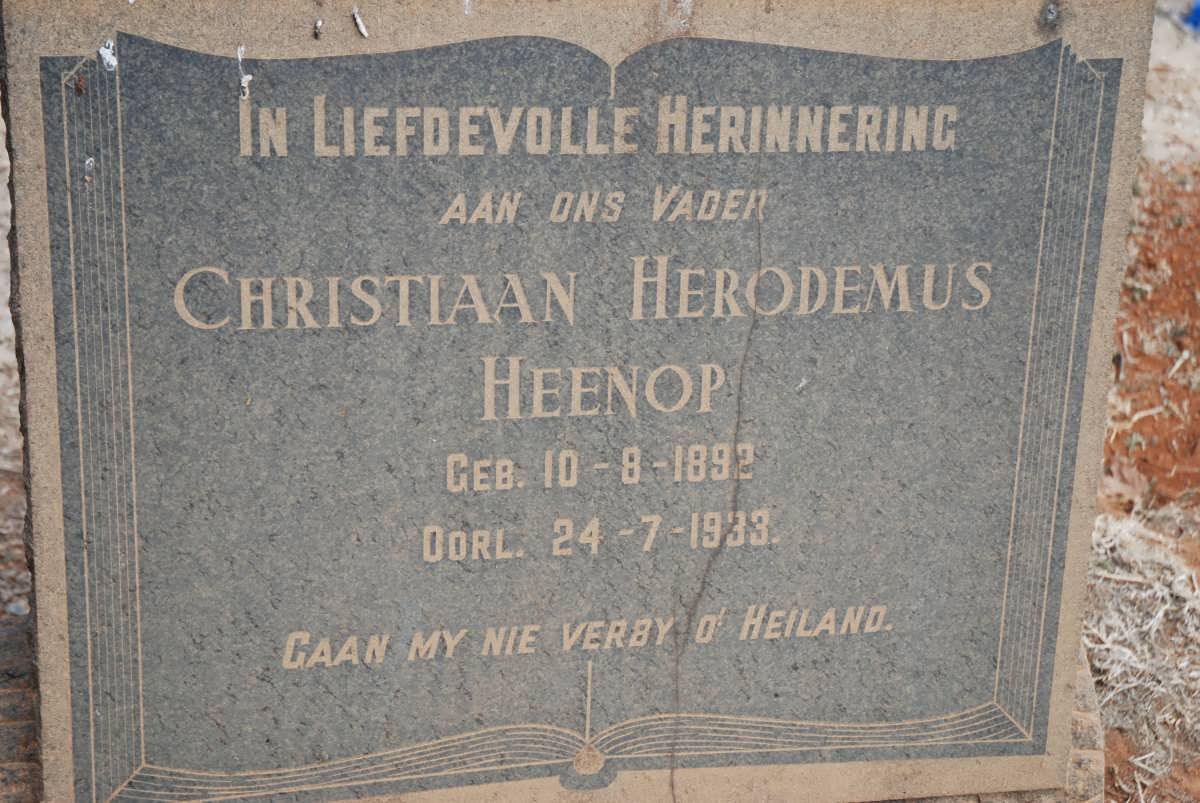 In Liefdevolle Herinnering
aan ons Vader
Christiaan Herodemus
Heenop
Geb. 10-8-1892
Oorl. 24-7-1933.
Gaan my nie verby o' Heiland.